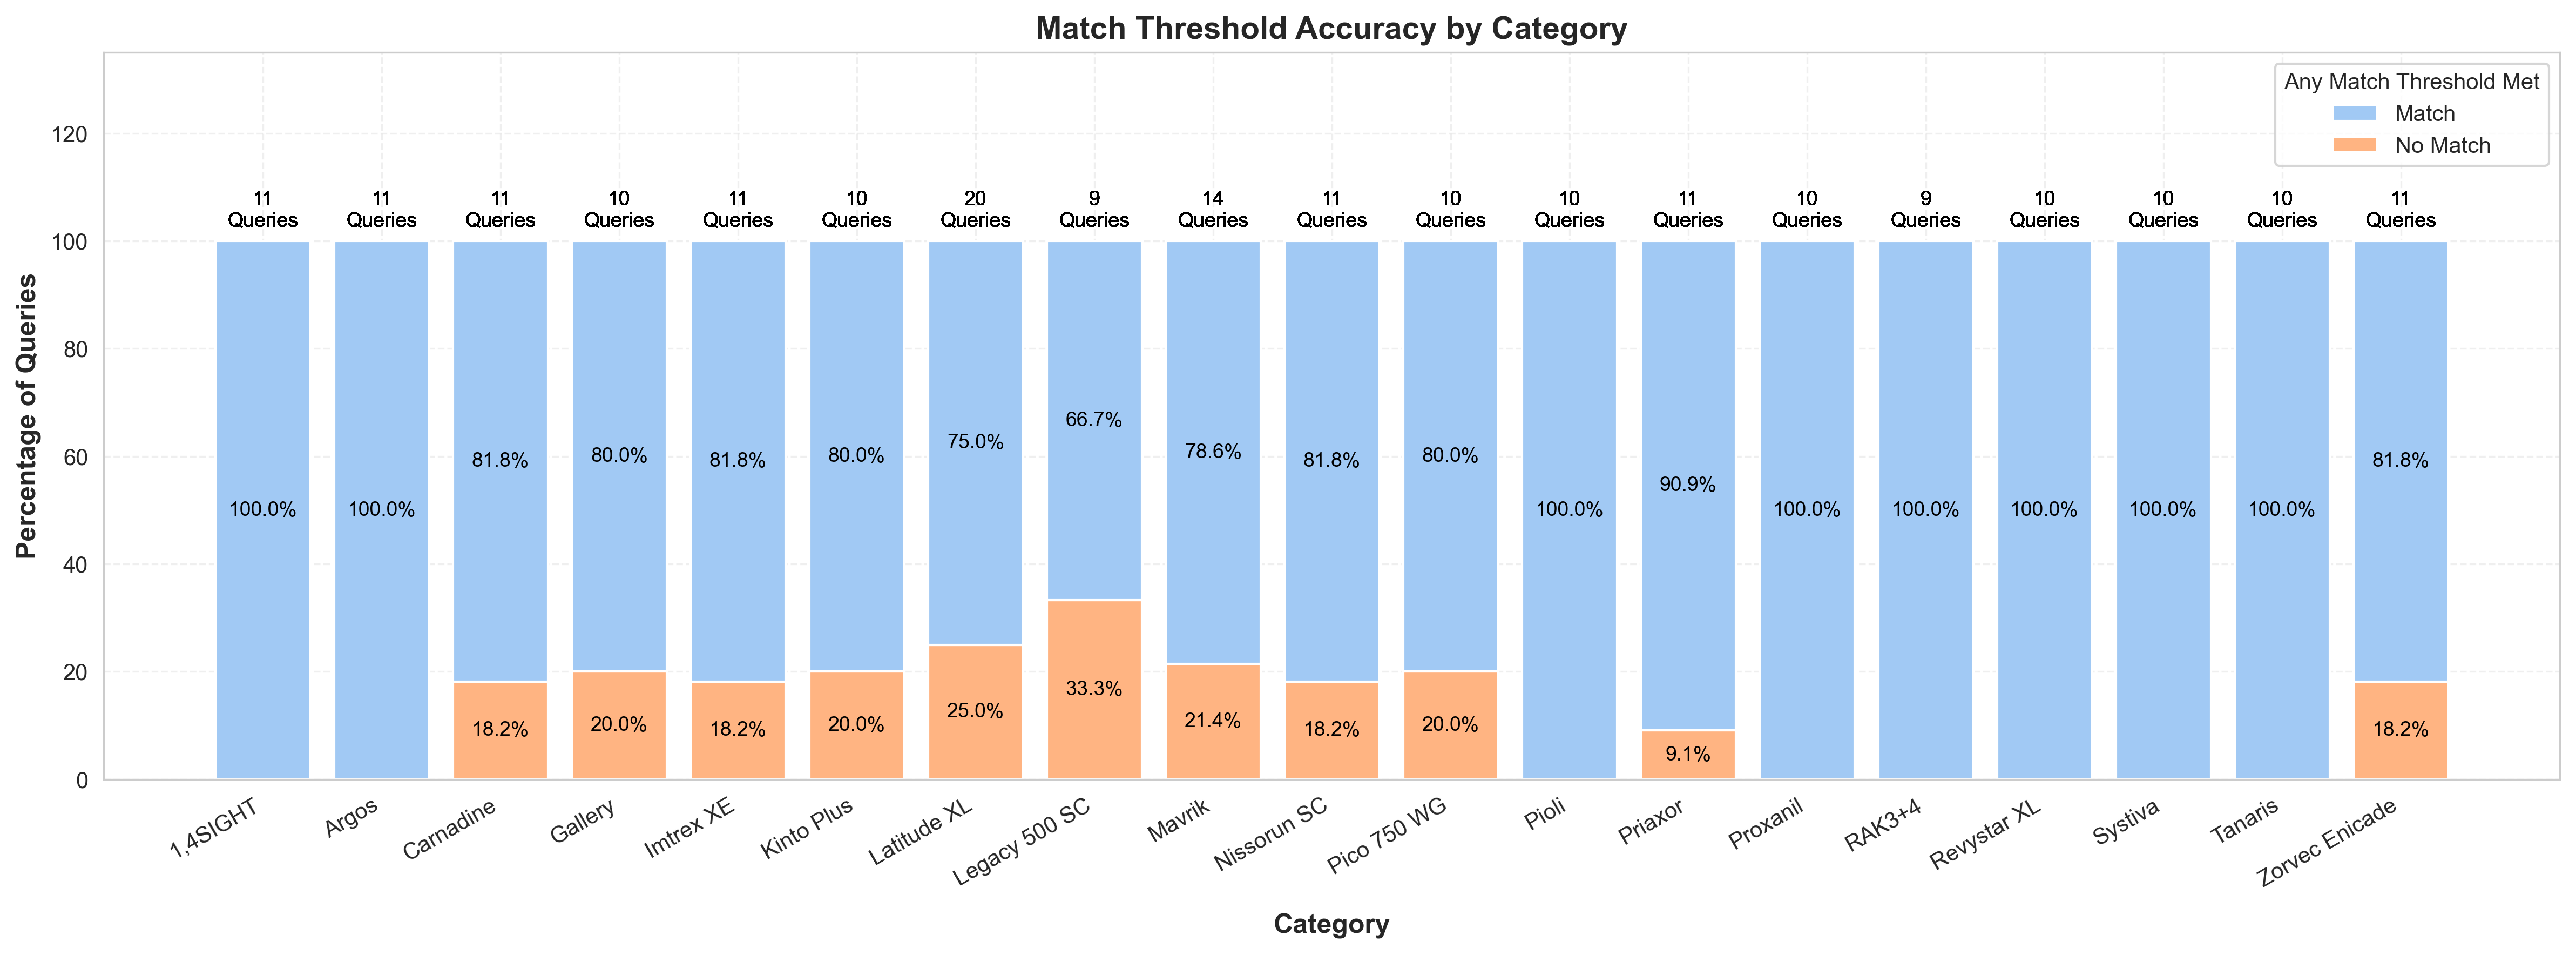 Match Threshold Accuracy by Category
Any Match Threshold Met
Match
No Match
Percentage of Queries
120
100
80
60
40
20
0
11
Queries
11
Queries
11
Queries
10
Queries
11
Queries
10
Queries
20
Queries
9
Queries
14
Queries
11
Queries
10
Queries
10
Queries
11
Queries
10
Queries
9
Queries
10
Queries
10
Queries
10
Queries
11
Queries
100.0%
100.0%
81.8%
18.2%
80.0%
20.0%
81.8%
18.2%
80.0%
20.0%
75.0%
25.0%
66.7%
33.3%
78.6%
21.4%
81.8%
18.2%
80.0%
20.0%
100.0%
90.9%
9.1%
100.0%
100.0%
100.0%
100.0%
100.0%
81.8%
18.2%
1,4SIGHT
Argos
Carnadine
Gallery
Imtrex XE
Kinto Plus
Latitude XL
Legacy 500 SC
Mavrik
Nissorun SC
Pico 750 WG
Pioli
Priaxor
Proxanil
RAK3+4
Revystar XL
Systiva
Tanaris
Zorvec Enicade
Category